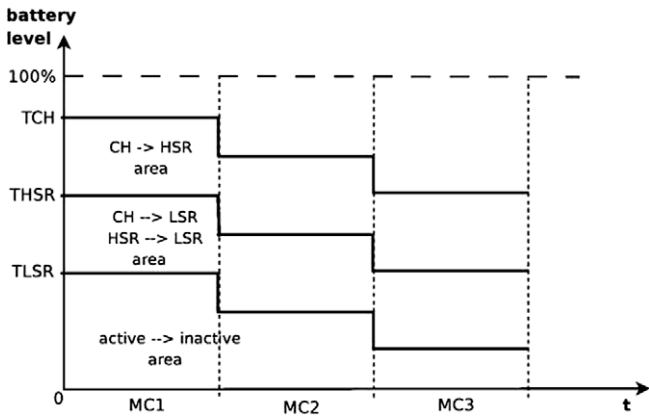 battery
level
100%
TCH
CH -> HSR
area
THSR
CH --> LSR
HSR --> LSR
area
TLSR
active --> inactive
area
0
MC1
MC2
MC3
t